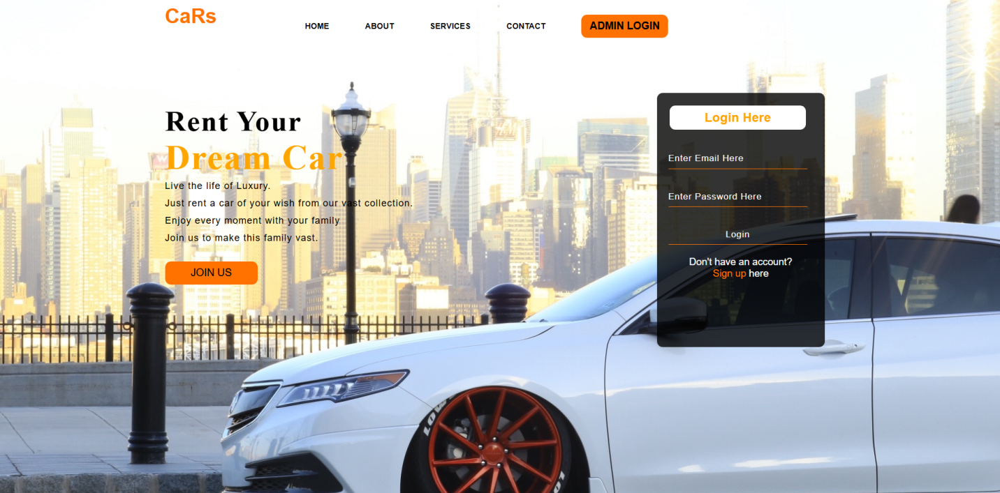 CaRs
HOME
ABOUT
SERVICES
CONTACT
ADMIN LOGIN
Rent Your
Dream Car
Live the life of Luxury.
Just rent a car of your wish from our vast collection.
Enjoy every moment with your family
Join us to make this family vast.
JOIN US
Login Here
Enter Email Here
Enter Password Here
Login
Don't have an account?
Sign up here